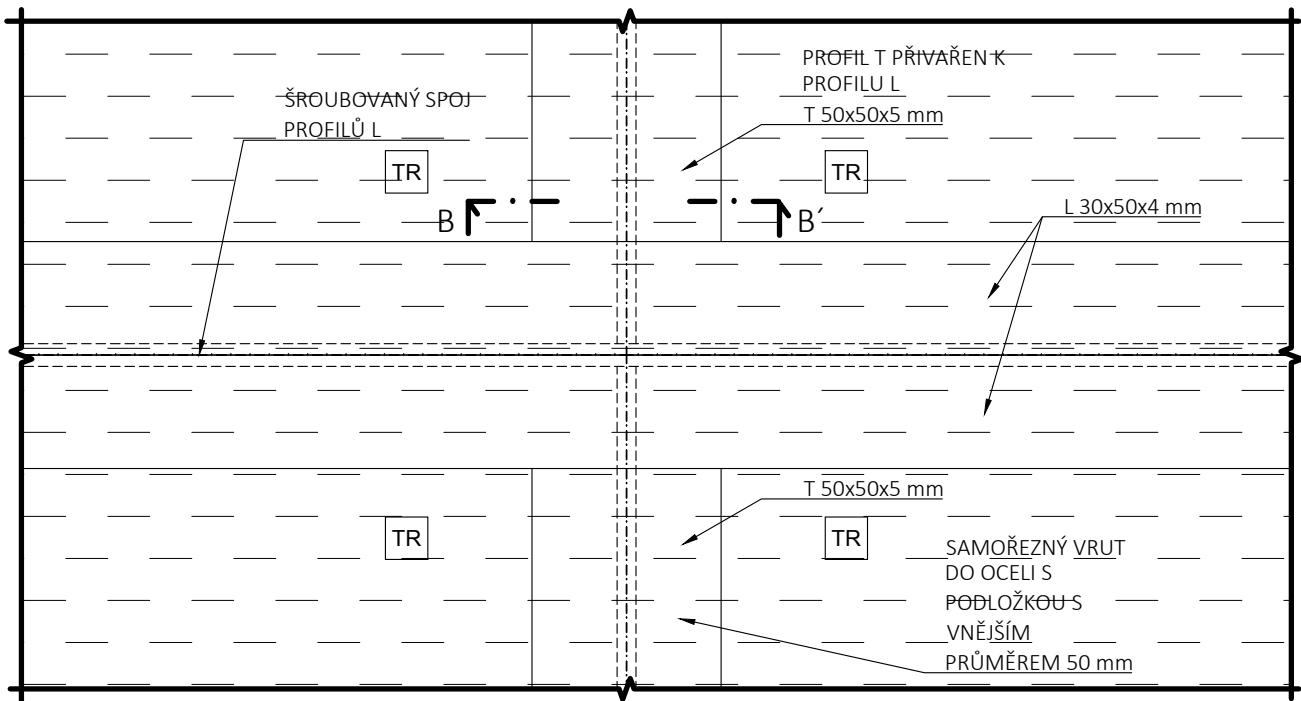 PROFIL T PŘIVAŘEN K
PROFILU L
T 50x50x5 mm
ŠROUBOVANÝ SPOJ
PROFILŮ L
TR
TR
B
B´
L 30x50x4 mm
T 50x50x5 mm
TR
TR
SAMOŘEZNÝ VRUT
DO OCELI S
PODLOŽKOU S
VNĚJŠÍM
PRŮMĚREM 50 mm